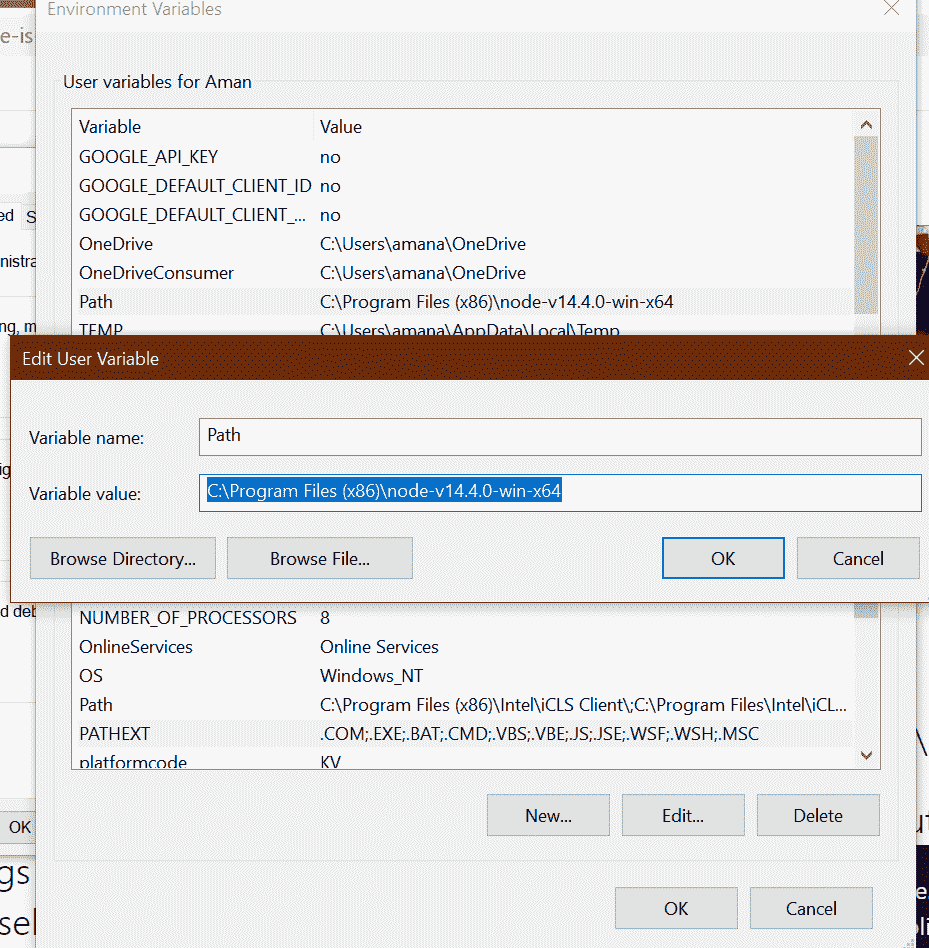 Environment Variables
e-is
User variables for Aman
Variable Value
GOOGLE_API_KEY no
GOOGLE_DEFAULT_CLIENT_ID no
GOOGLE_DEFAULT_CLIENT_... no
ed S
OneDrive C:\Users\amana\OneDrive
nistra
OneDriveConsumer C:\Users\amana\OneDrive
Path C:\Program Files (x86)\node-v14.4.0-win-x64
ng, m
TEMP C:\Users\amana\AppData\Local\Temp
Edit User Variable
Variable name: Path
ig
Variable value: C:\Program Files (x86)\node-v14.4.0-win-x64
Browse Directory... Browse File... OK Cancel
d deb
NUMBER_OF_PROCESSORS 8
OnlineServices Online Services
OS Windows_NT
Path C:\Program Files (x86)\Intel\iCLS Client\;C:\Program Files\Intel\iCL...
PATHEXT .COM;.EXE;.BAT;.CMD;.VBS;.VBE;.JS;.JSE;.WSF;.WSH;.MSC
platformcode KV
New... Edit... Delete
OK
gs
sel
OK Cancel